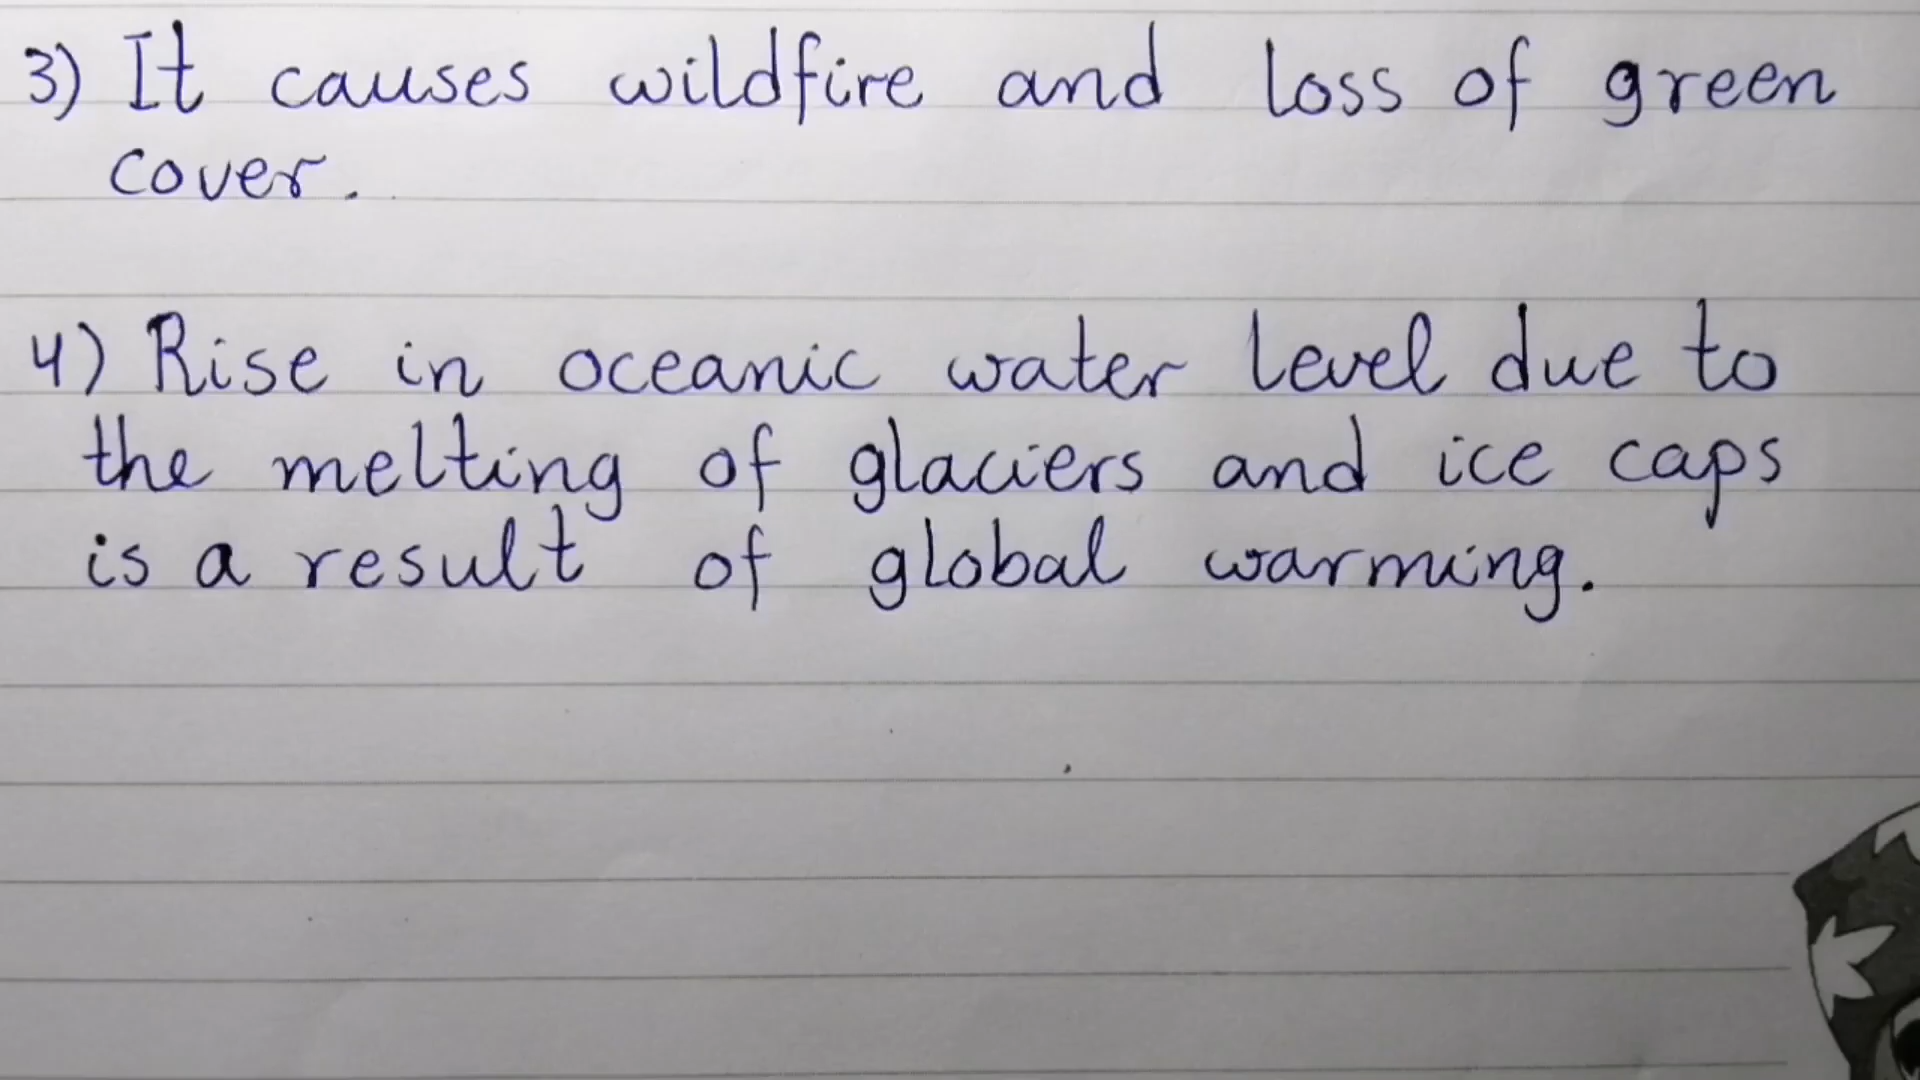 3) It causes wildfire and loss of green
cover.
4) Rise in oceanic water level due to
the melting of glaciers and ice caps
is a result of global warming.